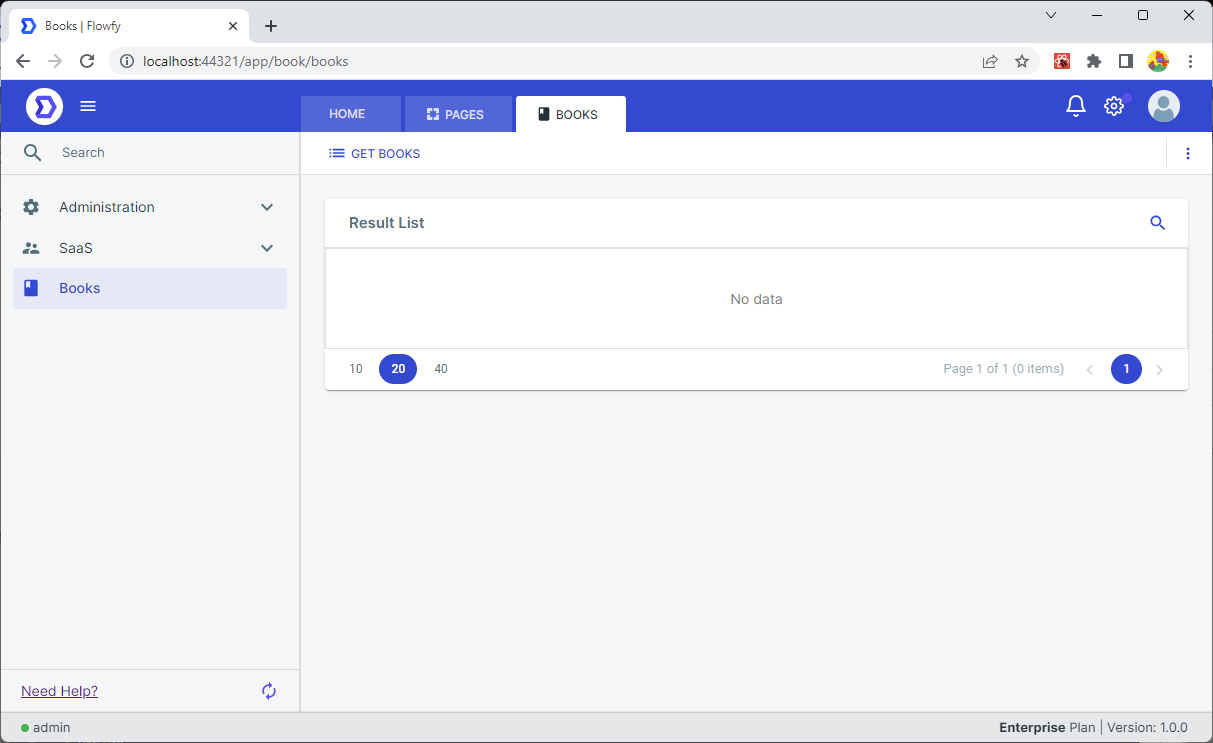 Books | Flowfy
localhost:44321/app/book/books
HOME
PAGES
BOOKS
Search
GET BOOKS
Administration
SaaS
Books
Result List
No data
10 20 40
Page 1 of 1 (0 items)
1
Need Help?
admin
Enterprise Plan | Version: 1.0.0